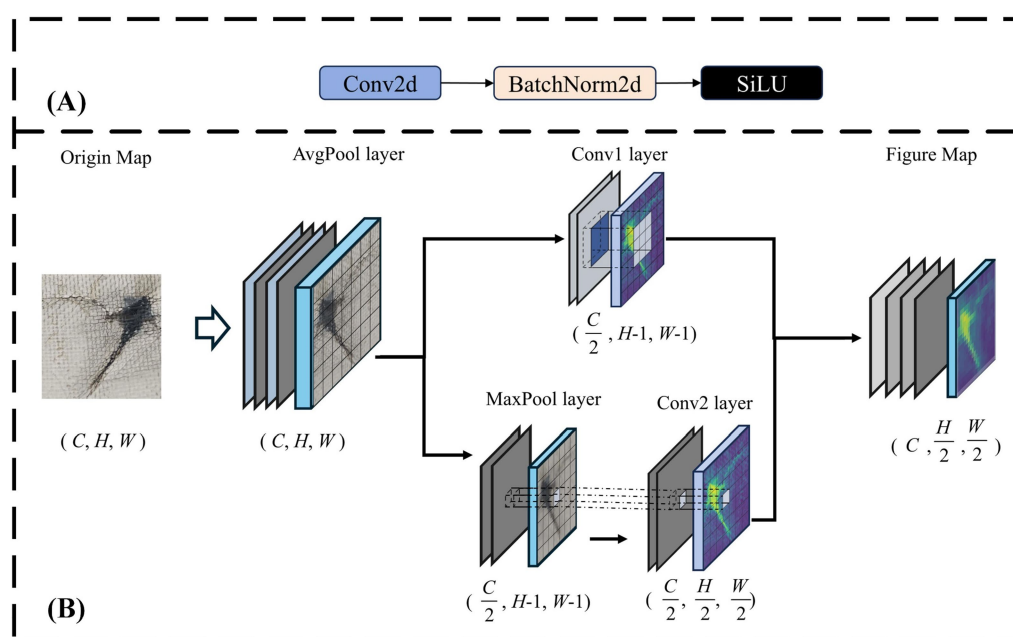 Conv2d
BatchNorm2d
SiLU
(A)
Origin Map
AvgPool layer
Conv1 layer
Figure Map
( C/2 , H-1, W-1)
MaxPool layer
Conv2 layer
( C, H, W )
( C, H, W )
( C , H/2 , W/2 )
( C/2 , H-1, W-1)
( C/2, H/2, W/2)
(B)